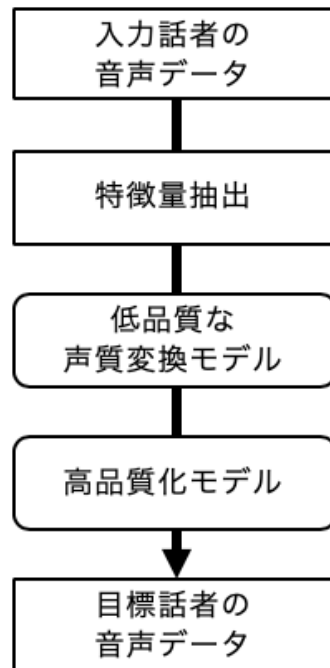 入力話者の
音声データ
特徴量抽出
低品質な
声質変換モデル
高品質化モデル
目標話者の
音声データ